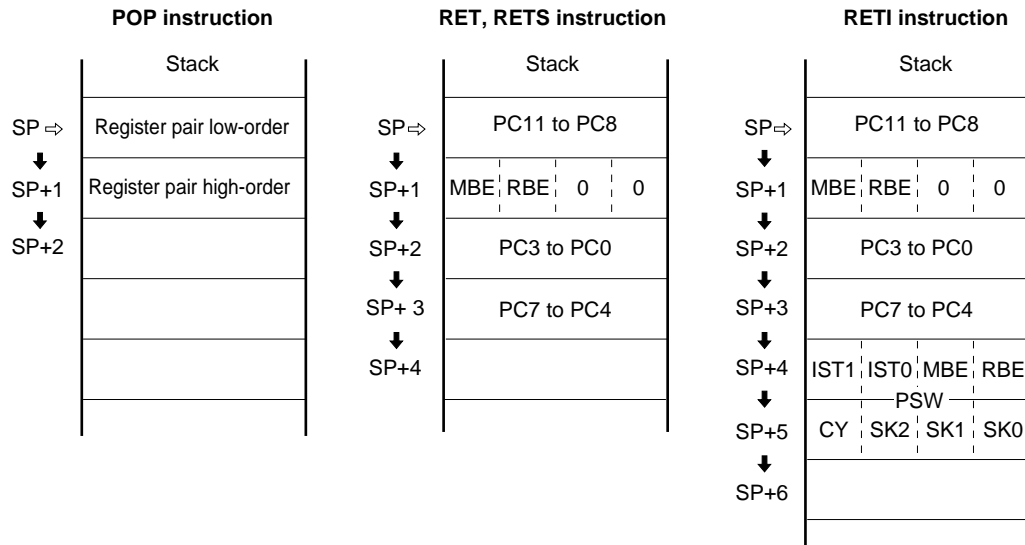 POP instruction
Stack
SP ⇨ Register pair low-order
SP+1 Register pair high-order
SP+2
RET, RETS instruction
Stack
SP⇨ PC11 to PC8
SP+1 MBE RBE 0 0
SP+2 PC3 to PC0
SP+ 3 PC7 to PC4
SP+4
RETI instruction
Stack
SP⇨ PC11 to PC8
SP+1 MBE RBE 0 0
SP+2 PC3 to PC0
SP+3 PC7 to PC4
SP+4 IST1 IST0 MBE RBE
PSW
SP+5 CY SK2 SK1 SK0
SP+6